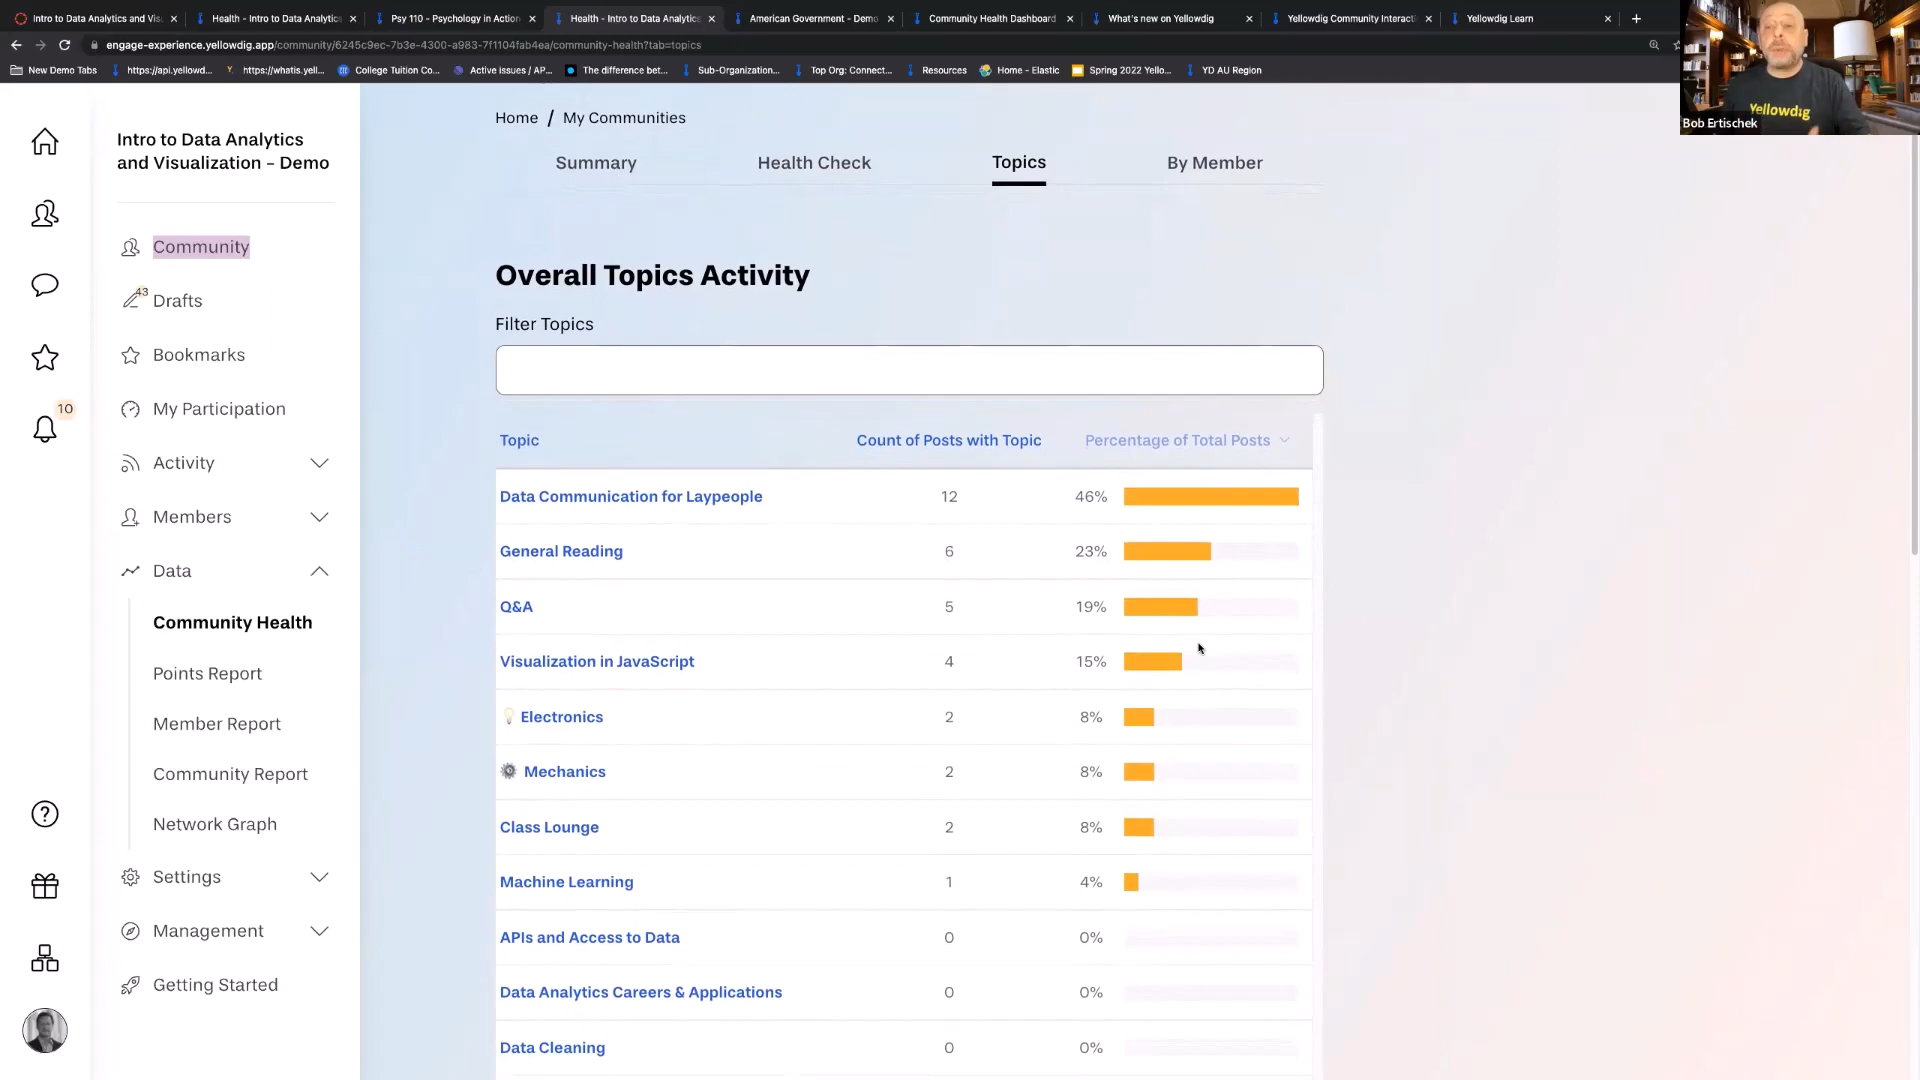 Intro to Data Analytics and Vis
Health - Intro to Data Analytics
Psy 110 - Psychology in Action
Health - Intro to Data Analytics
American Government - Demo
Community Health Dashboard
What's new on Yellowdig
Yellowdig Community Interacti
Yellowdig Learn
engage-experience.yellowdig.app/community/6245c9ec-7b3e-4300-a983-7f1104fab4ea/community-health?tab=topics
New Demo Tabs
https://api.yellowd...
https://whatis.yell...
College Tuition Co...
Active issues / AP...
The difference bet...
Sub-Organization...
Top Org: Connect...
Resources
Home - Elastic
Spring 2022 Yello...
YD AU Region
Yellowdig
Bob Ertischek
Intro to Data Analytics
and Visualization - Demo
Community
43
Drafts
Bookmarks
My Participation
10
Activity
Members
Data
Community Health
Points Report
Member Report
Community Report
Network Graph
Settings
Management
Getting Started
Home / My Communities
Summary Health Check Topics By Member
Overall Topics Activity
Filter Topics
Topic Count of Posts with Topic Percentage of Total Posts
Data Communication for Laypeople 12 46%
General Reading 6 23%
Q&A 5 19%
Visualization in JavaScript 4 15%
Electronics 2 8%
Mechanics 2 8%
Class Lounge 2 8%
Machine Learning 1 4%
APIs and Access to Data 0 0%
Data Analytics Careers & Applications 0 0%
Data Cleaning 0 0%